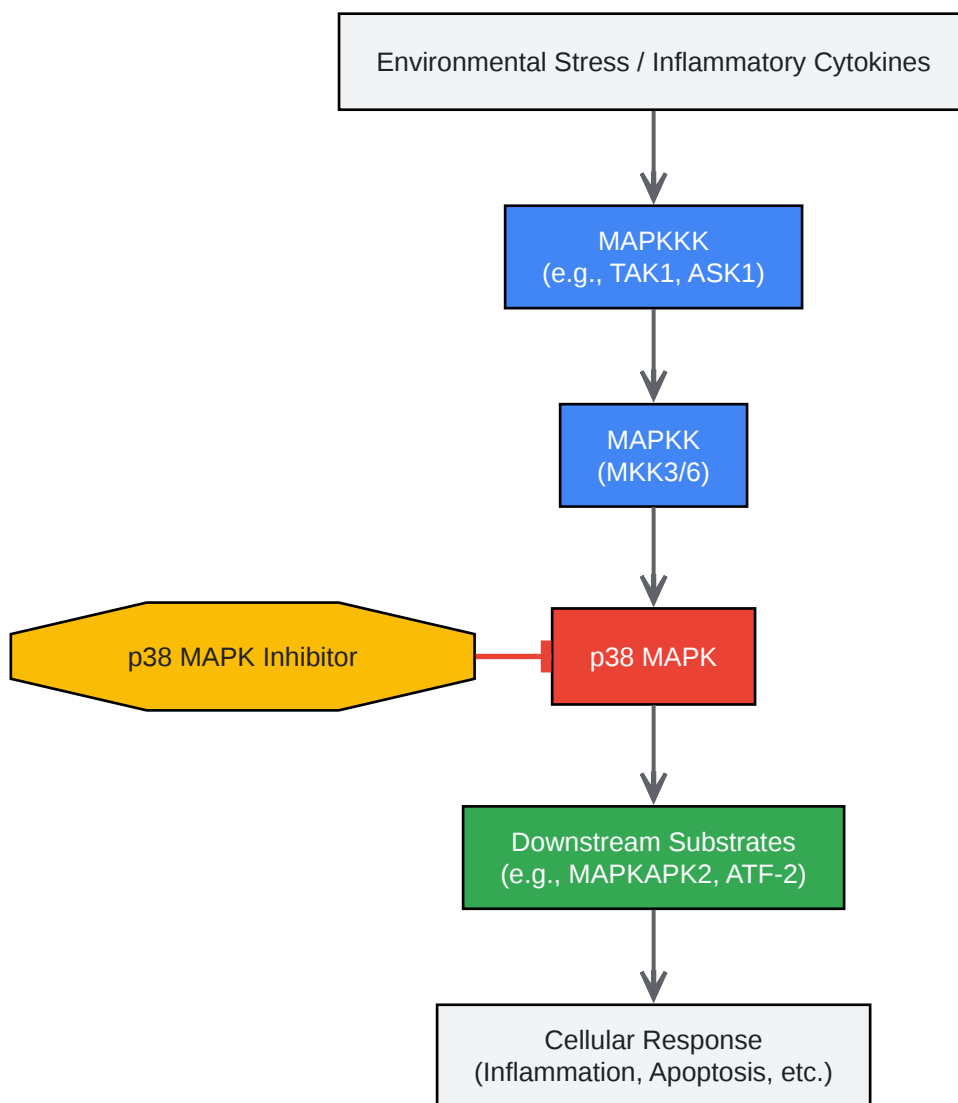 Environmental Stress / Inflammatory Cytokines
MAPKKK
(e.g., TAK1, ASK1)
MAPKK
(MKK3/6)
p38 MAPK Inhibitor
p38 MAPK
Downstream Substrates
(e.g., MAPKAPK2, ATF-2)
Cellular Response
(Inflammation, Apoptosis, etc.)